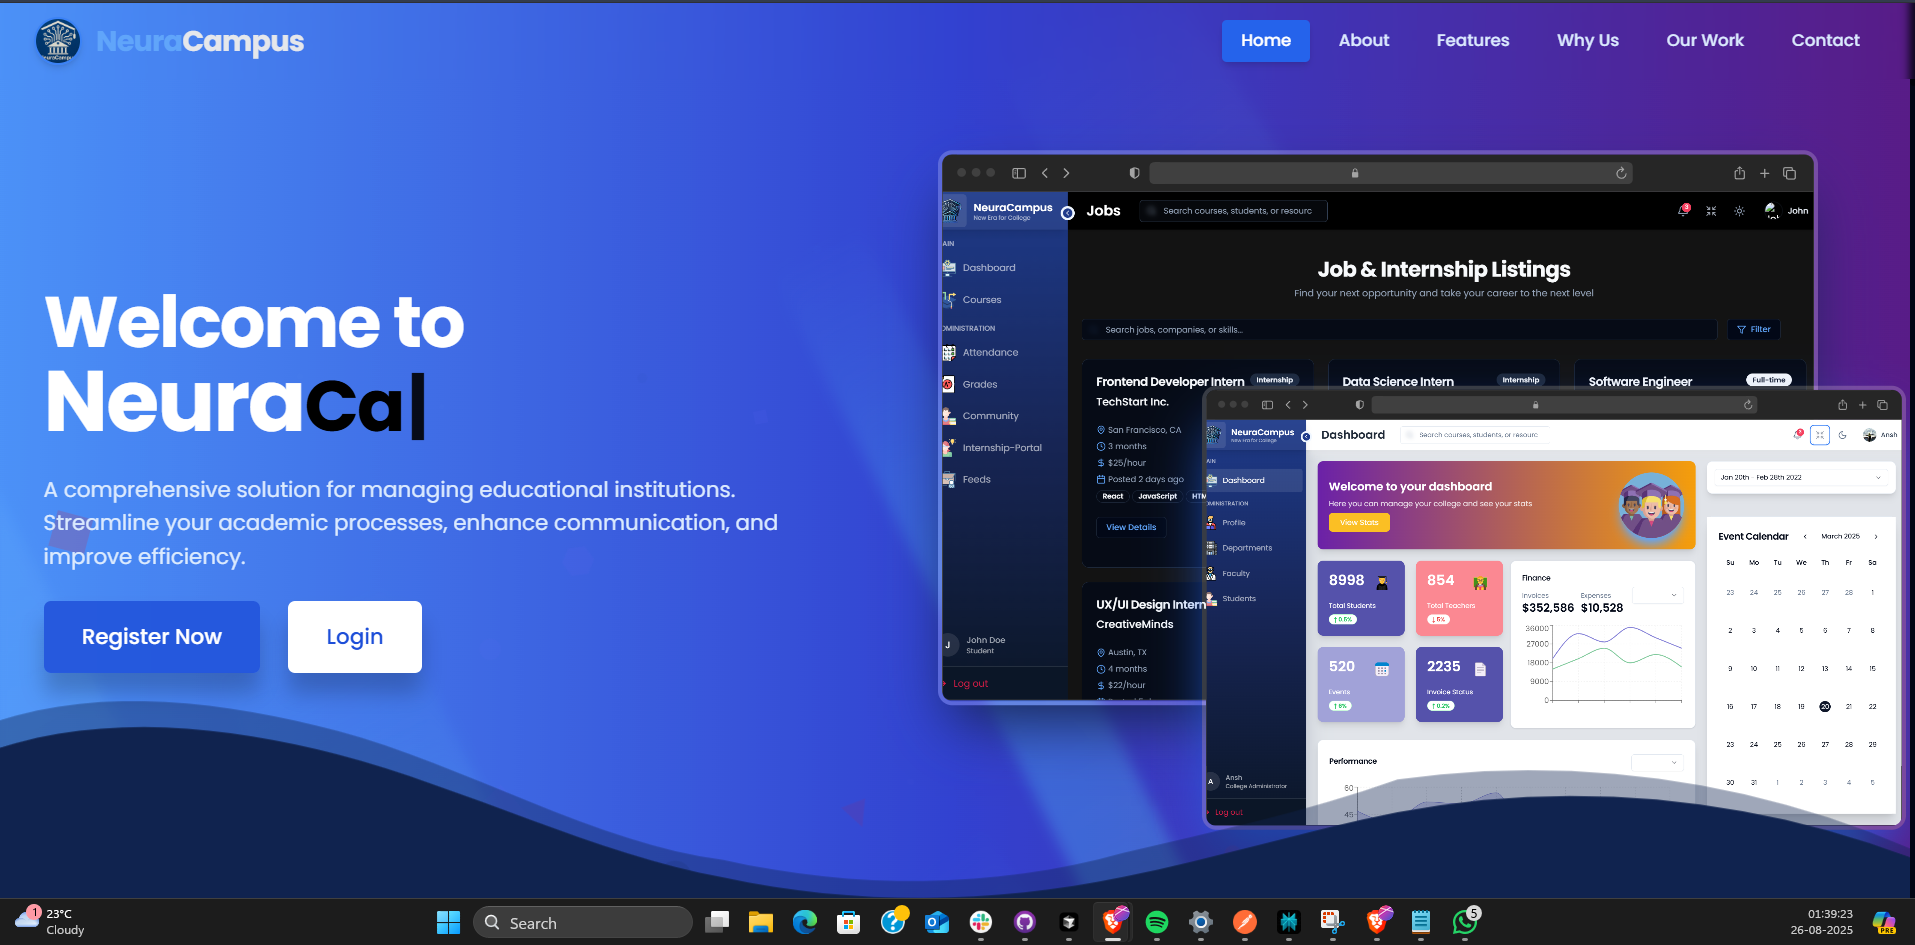 NeuraCampus
Home
About
Features
Why Us
Our Work
Contact
Welcome to
NeuraCa
A comprehensive solution for managing educational institutions.
Streamline your academic processes, enhance communication, and
improve efficiency.
Register Now
Login
NeuraCampus
New Era for College
Jobs
Search courses, students, or resourc
3
John
AIN
Dashboard
Courses
DMINISTRATION
Attendance
Grades
Community
Internship-Portal
Feeds
J
John Doe
Student
Log out
Job & Internship Listings
Find your next opportunity and take your career to the next level
Search jobs, companies, or skills...
Filter
Frontend Developer Intern
Internship
TechStart Inc.
San Francisco, CA
3 months
$25/hour
Posted 2 days ago
React
JavaScript
HTM
View Details
Data Science Intern
Internship
Software Engineer
Full-time
UX/UI Design Intern
CreativeMinds
Austin, TX
4 months
$22/hour
NeuraCampus
New Era for College
Dashboard
Search courses, students, or resourc
Ansh
AIN
Dashboard
DMINISTRATION
Profile
Departments
Faculty
Students
A
Ansh
College Administrator
Log out
Welcome to your dashboard
Here you can manage your college and see your stats
View Stats
8998
Total Students
↑ 0.5%
854
Total Teachers
↓ 5%
520
Events
↑ 6%
2235
Invoice Status
↑ 0.2%
Finance
Invoices
$352,586
Expenses
$10,528
36000
27000
18000
9000
0
Performance
60
45
Jan 20th - Feb 28th 2022
Event Calendar
March 2025
Su Mo Tu We Th Fr Sa
23 24 25 26 27 28 1
2 3 4 5 6 7 8
9 10 11 12 13 14 15
16 17 18 19 20 21 22
23 24 25 26 27 28 29
30 31 1 2 3 4 5
1
23°C
Cloudy
Search
5
01:39:23
26-08-2025
PRE